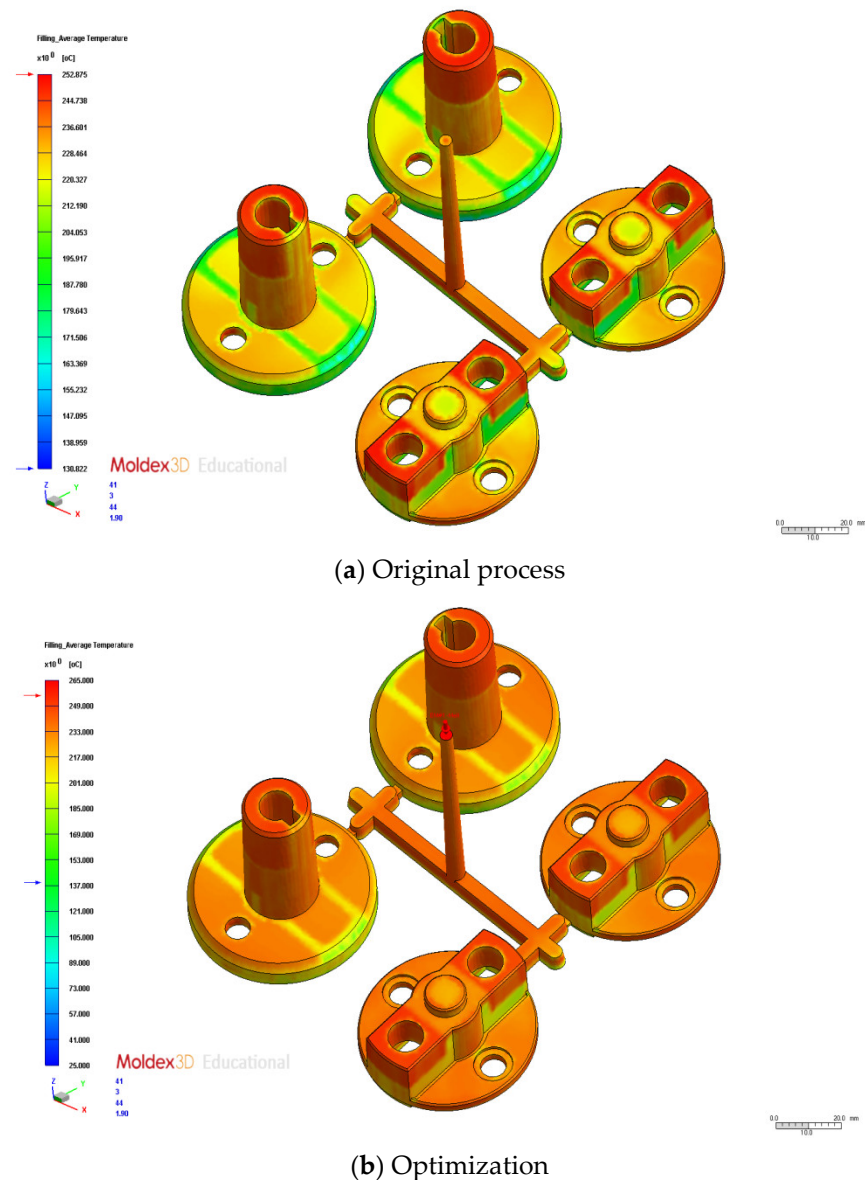 Filling_Average Temperature
x10 0 [oC]
252.875
244.738
236.601
228.464
220.327
212.190
204.053
195.917
187.780
179.643
171.506
163.369
155.232
147.095
138.959
130.822
Moldex3D Educational
Z
Y
X
41
3
44
1.90
0.0 20.0 mm
10.0
(a) Original process
Filling_Average Temperature
x10 0 [oC]
265.000
249.000
233.000
217.000
201.000
185.000
169.000
153.000
137.000
121.000
105.000
89.000
73.000
57.000
41.000
25.000
Moldex3D Educational
Z
Y
X
41
3
44
1.90
0.0 20.0 mm
10.0
(b) Optimization